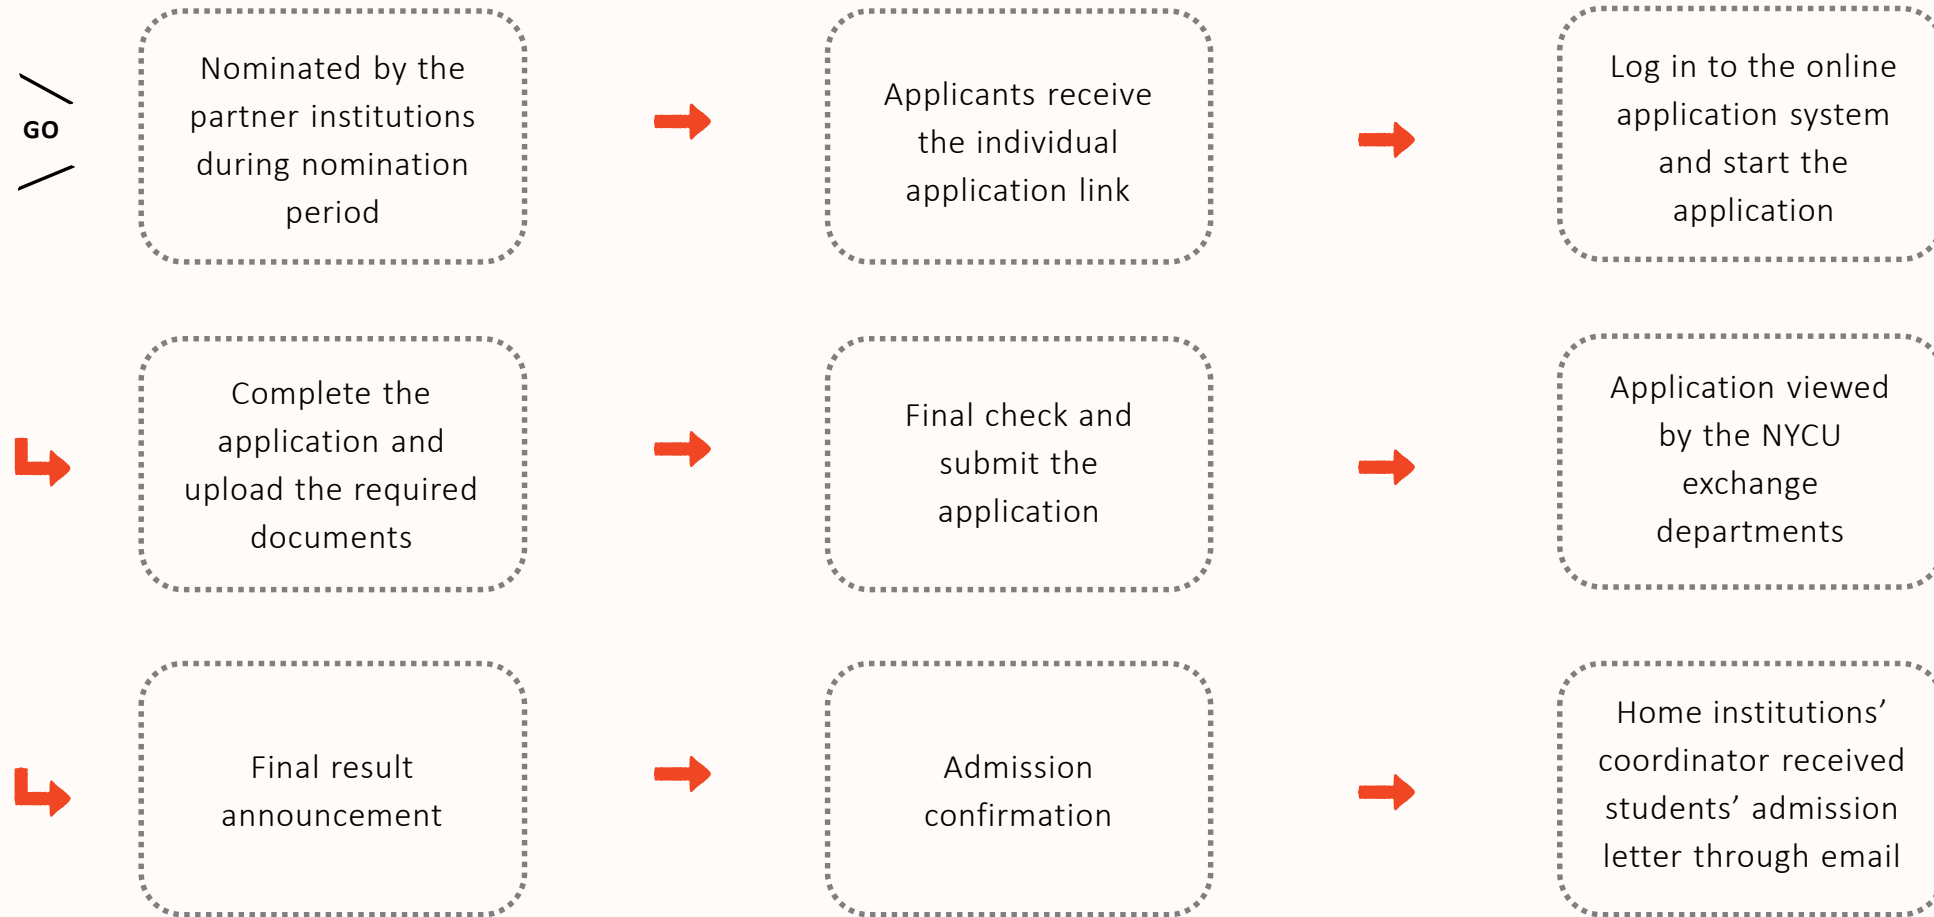 GO
Nominated by the
partner institutions
during nomination
period
Applicants receive
the individual
application link
Log in to the online
application system
and start the
application
Complete the
application and
upload the required
documents
Final check and
submit the
application
Application viewed
by the NYCU
exchange
departments
Final result
announcement
Admission
confirmation
Home institutions’
coordinator received
students’ admission
letter through email